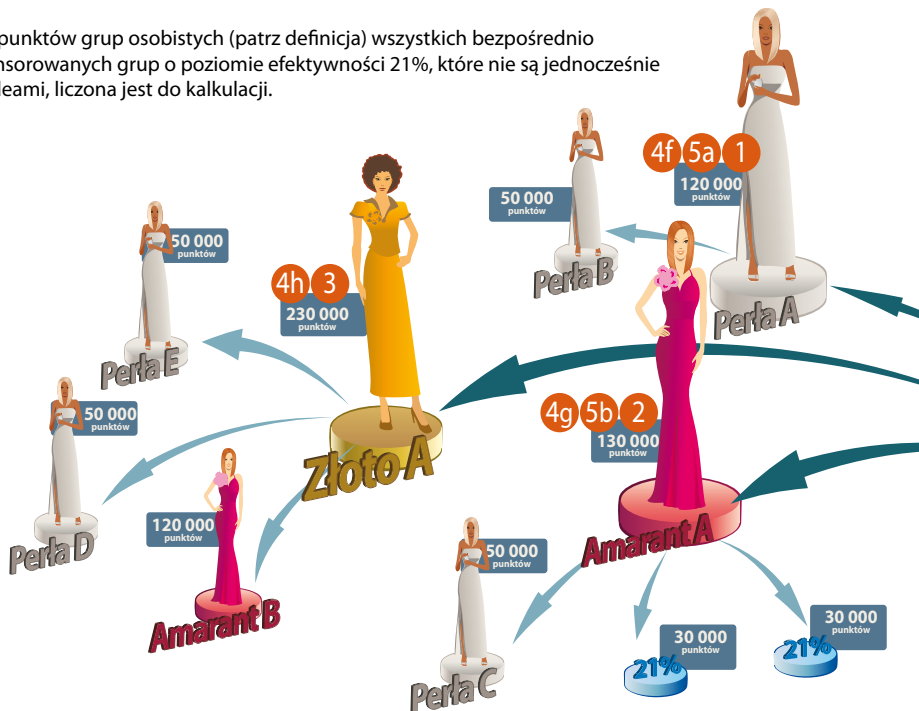 punktów grup osobistych (patrz definicja) wszystkich bezpośrednio
nsorowanych grup o poziomie efektywności 21%, które nie są jednocześnie
leami, liczona jest do kalkulacji.
4f 5a 1
120 000
punktów
Perła A
50 000
punktów
Perła B
4h 3
230 000
punktów
Złoto A
50 000
punktów
Perła E
50 000
punktów
Perła D
120 000
punktów
Amarant B
4g 5b 2
130 000
punktów
Amarant A
50 000
punktów
Perła C
30 000
punktów
21%
30 000
punktów
21%